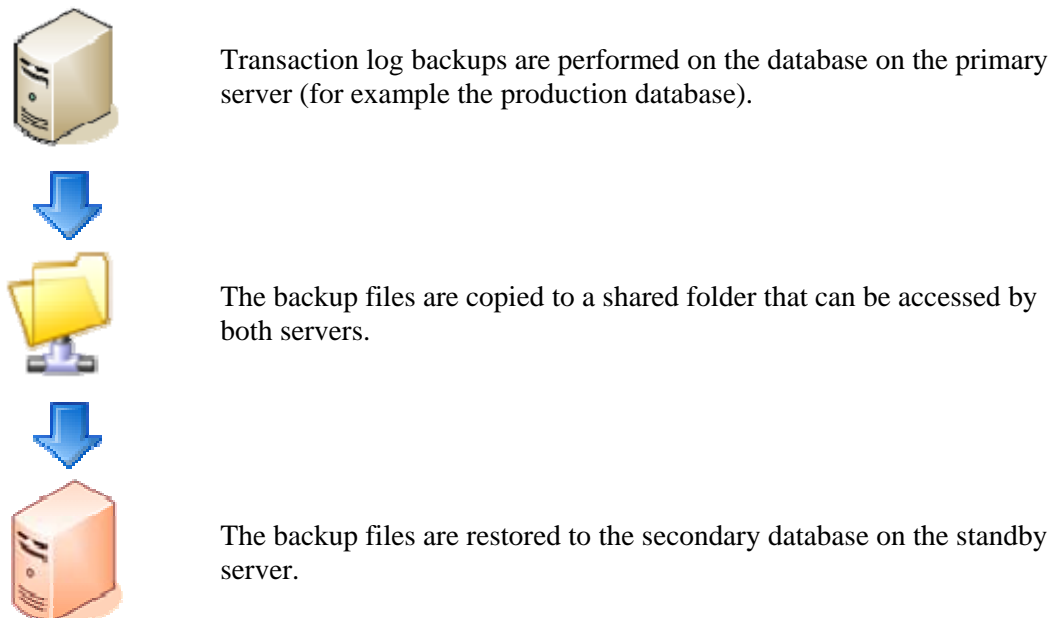 Transaction log backups are performed on the database on the primary
server (for example the production database).
The backup files are copied to a shared folder that can be accessed by
both servers.
The backup files are restored to the secondary database on the standby
server.